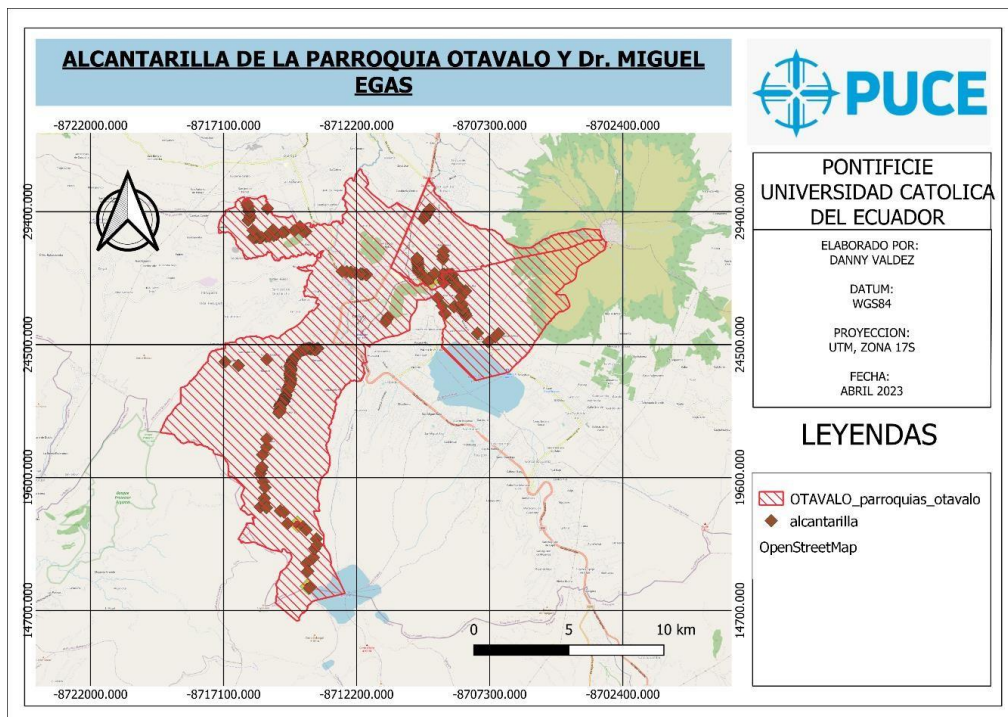 ALCANTARILLA DE LA PARROQUIA OTAVALO Y Dr. MIGUEL
EGAS
PUCE
PONTIFICIE
UNIVERSIDAD CATOLICA
DEL ECUADOR
ELABORADO POR:
DANNY VALDEZ
DATUM:
WGS84
PROYECCION:
UTM, ZONA 17S
FECHA:
ABRIL 2023
LEYENDAS
OTAVALO_parroquias_otavalo
alcantarilla
OpenStreetMap
-8722000.000 -8717100.000 -8712200.000 -8707300.000 -8702400.000
29400.000 29400.000
24500.000 24500.000
19600.000 19600.000
14700.000 14700.000
0 5 10 km
-8722000.000 -8717100.000 -8712200.000 -8707300.000 -8702400.000